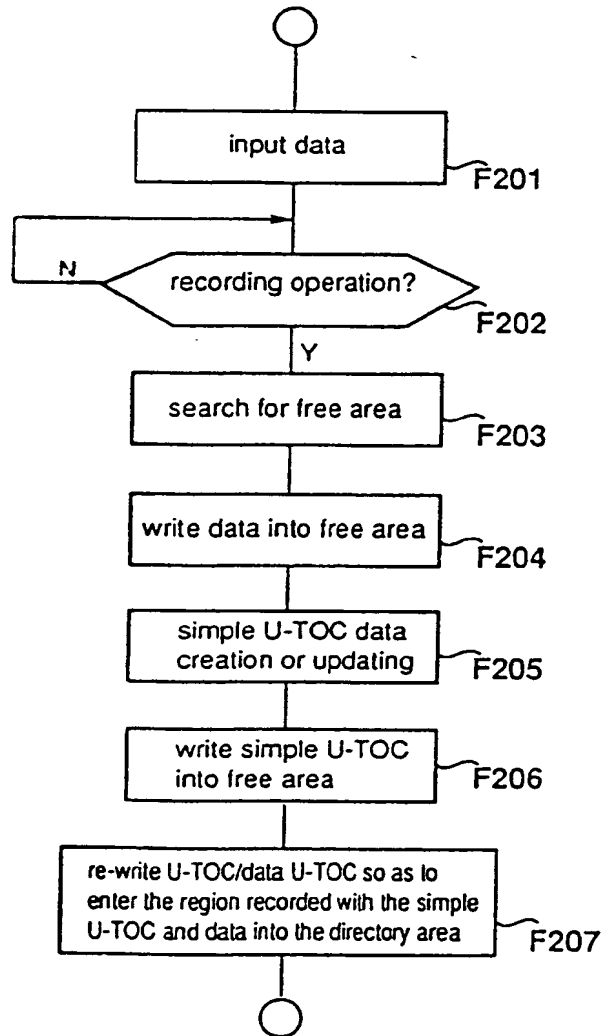 input data
F201
N
recording operation?
F202
Y
search for free area
F203
write data into free area
F204
simple U-TOC data
creation or updating
F205
write simple U-TOC
into free area
F206
re-write U-TOC/data U-TOC so as to
enter the region recorded with the simple
U-TOC and data into the directory area
F207